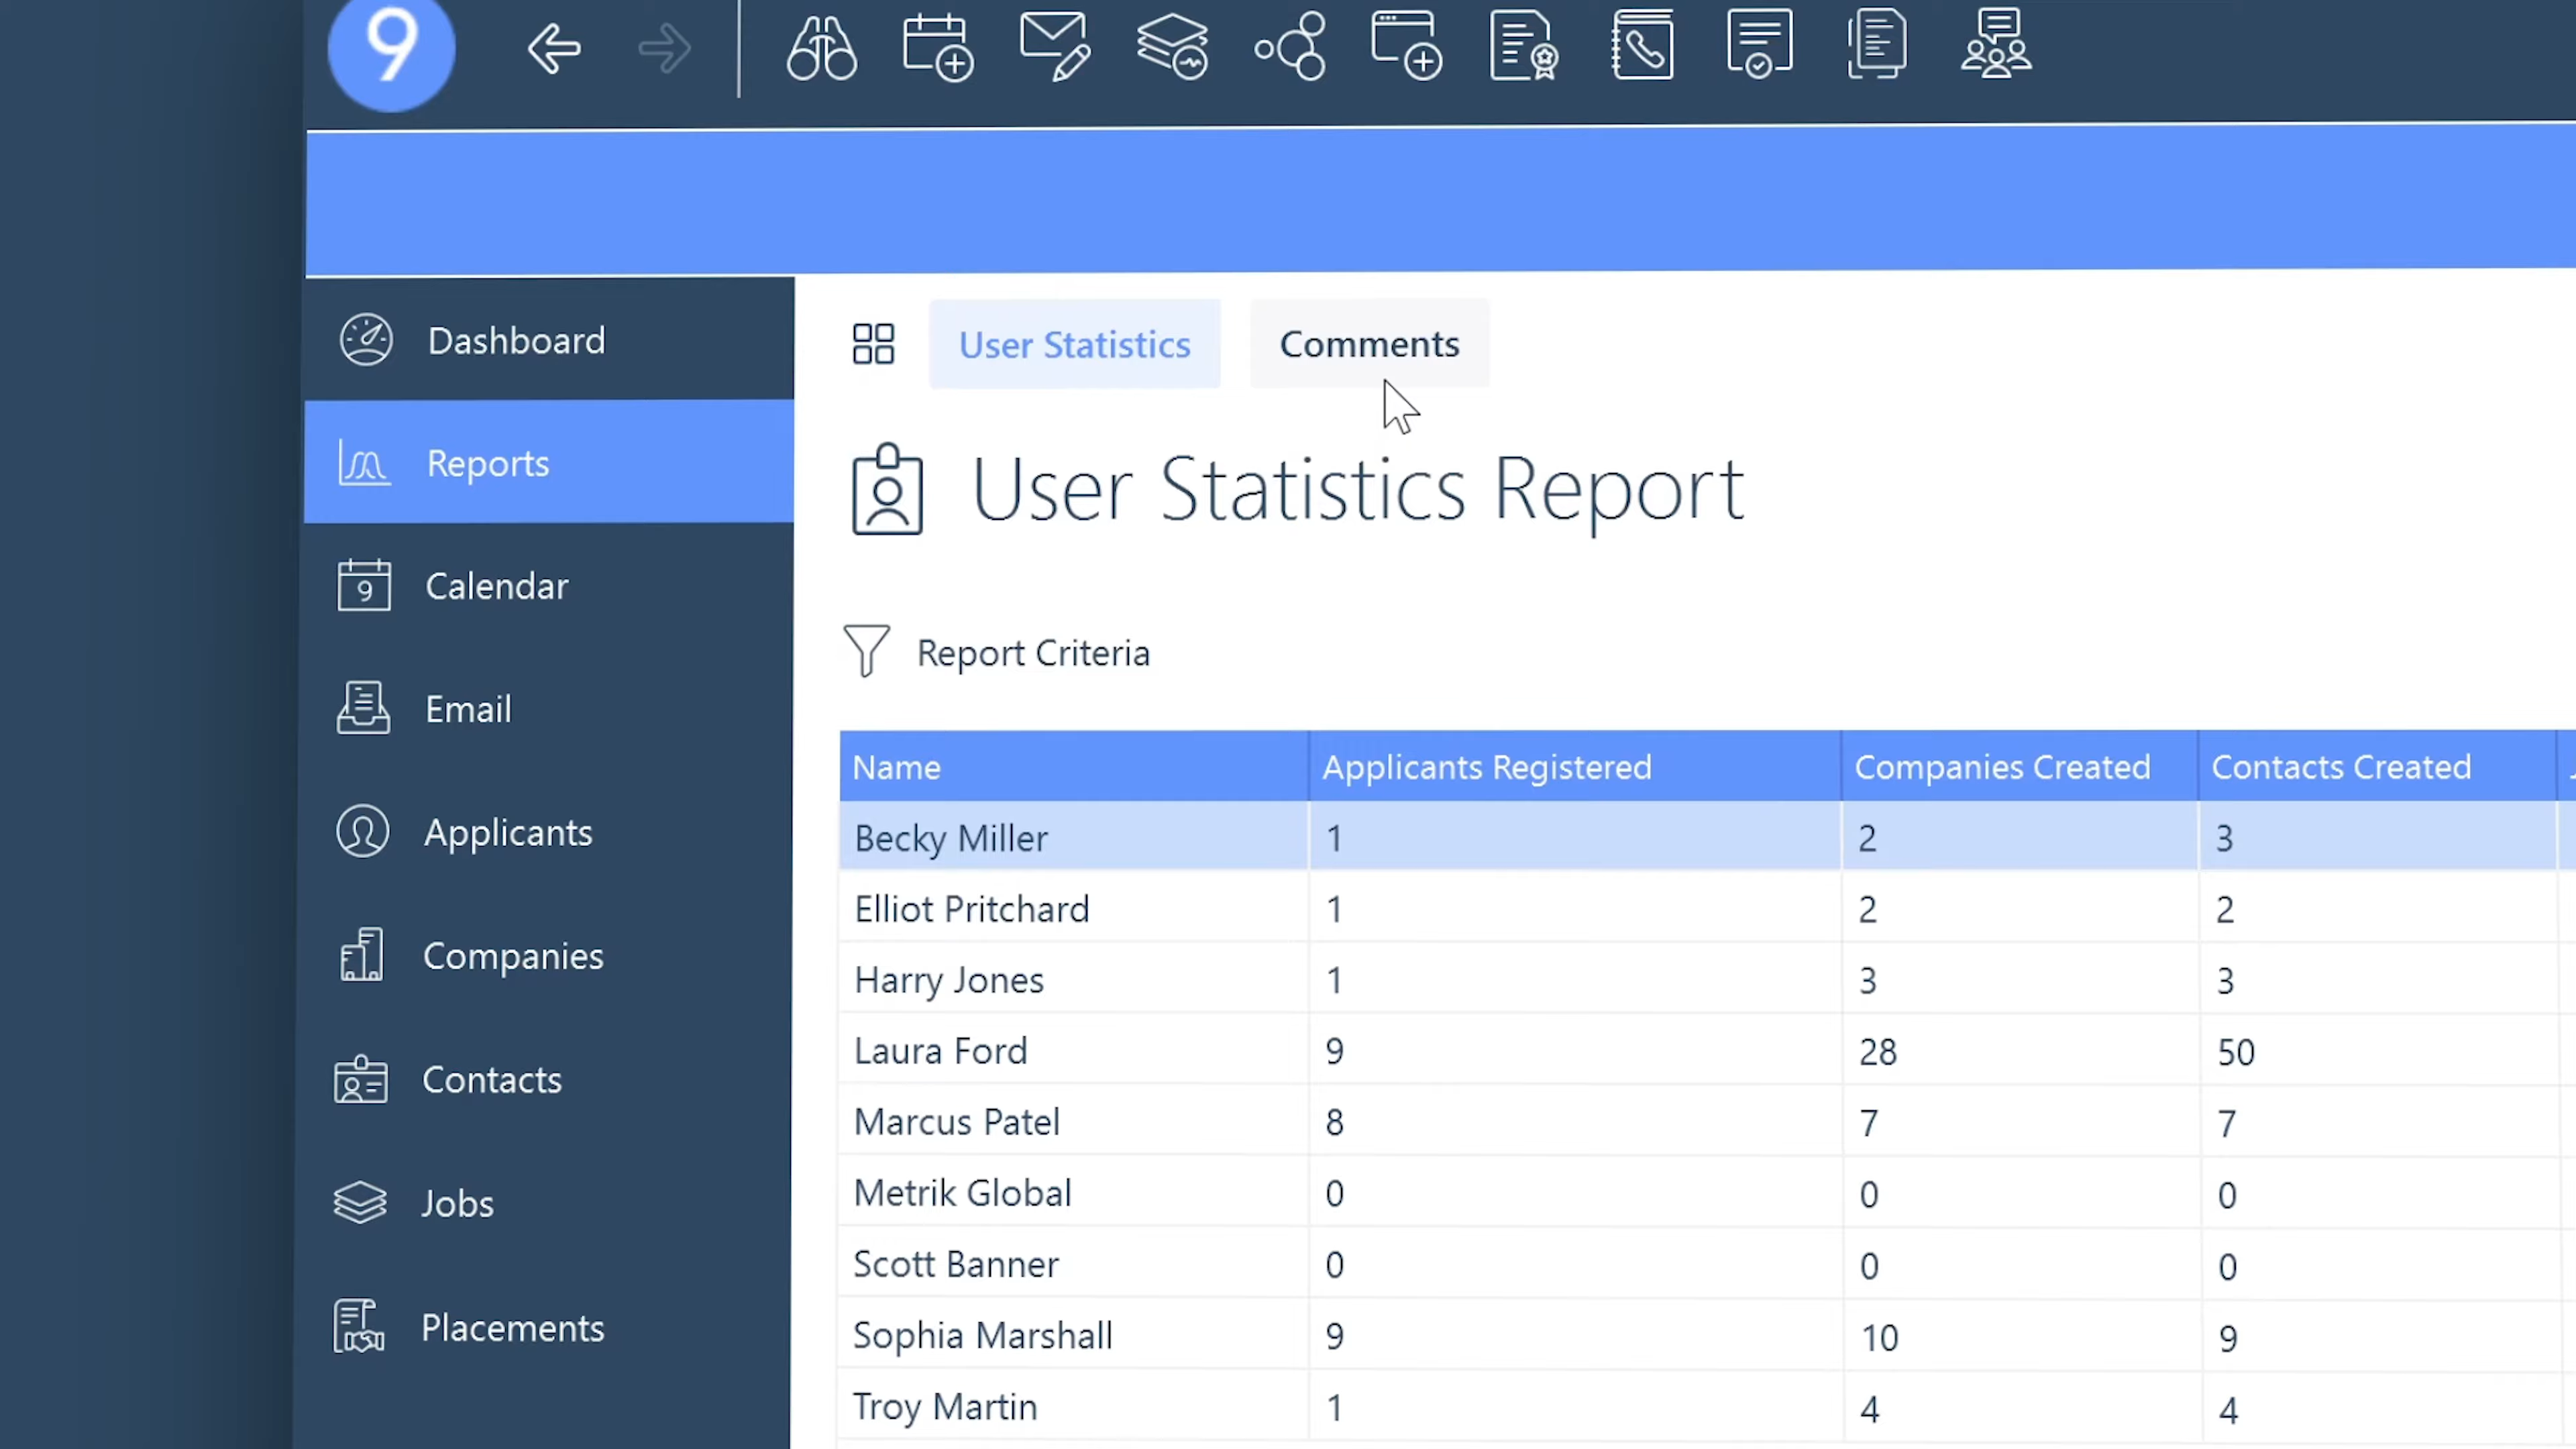 9
Dashboard
Reports
9
Calendar
Email
Applicants
Companies
Contacts
Jobs
Placements
User Statistics Comments
User Statistics Report
Report Criteria
Name Applicants Registered Companies Created Contacts Created
Becky Miller 1 2 3
Elliot Pritchard 1 2 2
Harry Jones 1 3 3
Laura Ford 9 28 50
Marcus Patel 8 7 7
Metrik Global 0 0 0
Scott Banner 0 0 0
Sophia Marshall 9 10 9
Troy Martin 1 4 4